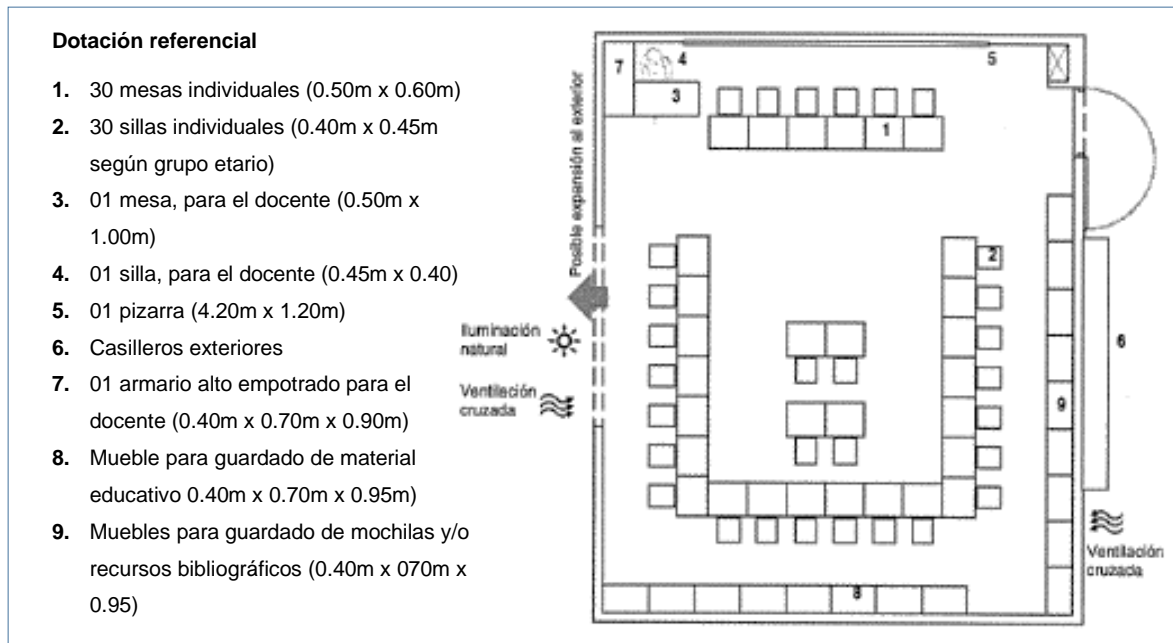 Dotación referencial
1. 30 mesas individuales (0.50m x 0.60m)
2. 30 sillas individuales (0.40m x 0.45m
según grupo etario)
3. 01 mesa, para el docente (0.50m x
1.00m)
4. 01 silla, para el docente (0.45m x 0.40)
5. 01 pizarra (4.20m x 1.20m)
6. Casilleros exteriores
7. 01 armario alto empotrado para el
docente (0.40m x 0.70m x 0.90m)
8. Mueble para guardado de material
educativo 0.40m x 0.70m x 0.95m)
9. Muebles para guardado de mochilas y/o
recursos bibliográficos (0.40m x 070m x
0.95)
7
4
5
3
1
Posible expansión al exterior
2
Iluminación
natural
6
Ventilación
cruzada
9
Ventilación
cruzada
8